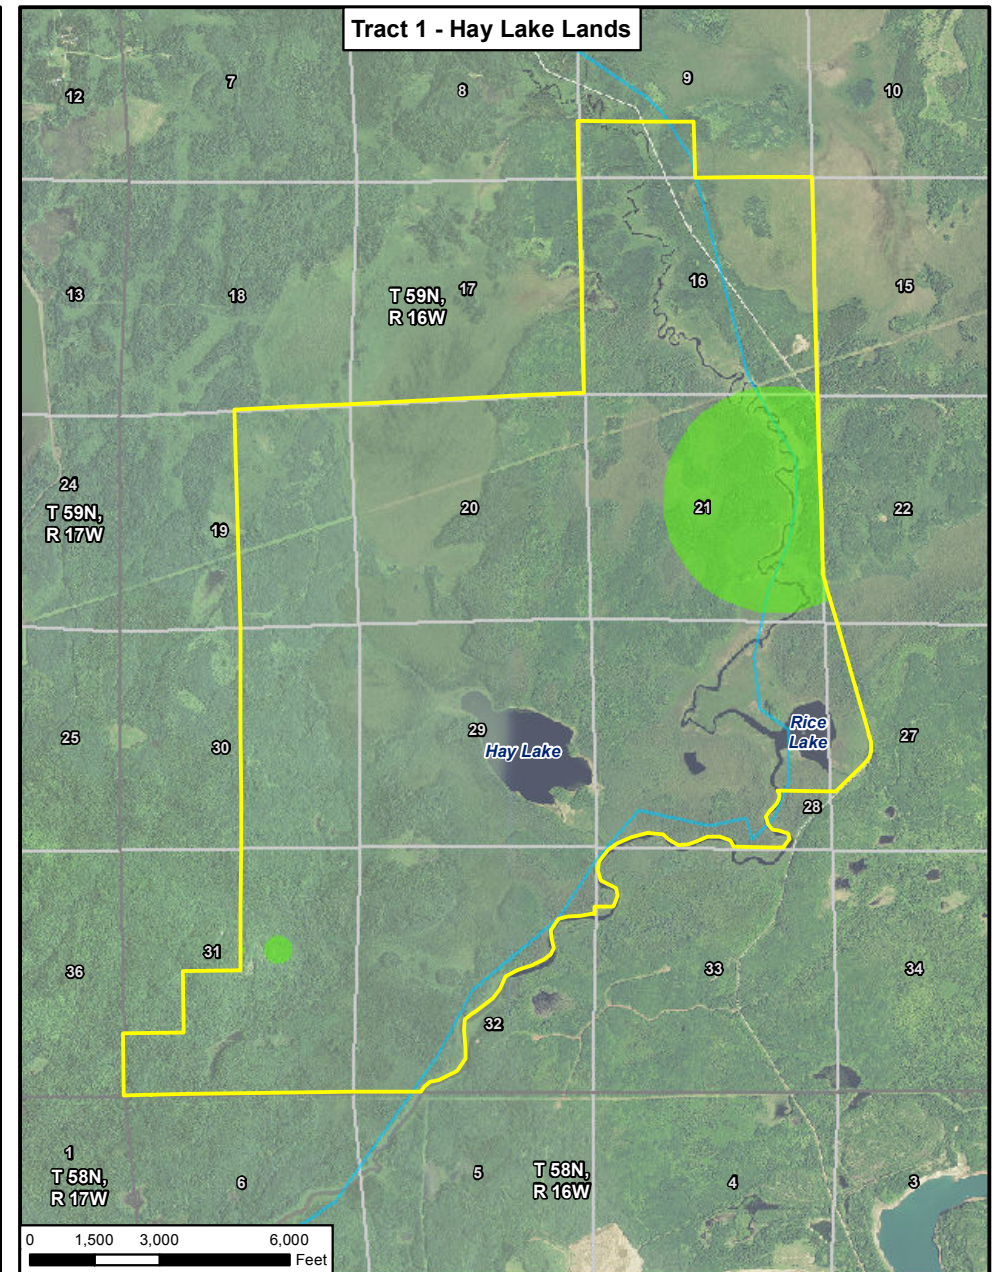 Tract 1 - Hay Lake Lands
7
8
9
10
12
13
18
T 59N,
R 16W
17
16
15
24
T 59N,
R 17W
19
20
21
22
25
30
29
Hay Lake
Rice
Lake
27
28
36
31
32
33
34
1
T 58N,
R 17W
6
5
T 58N,
R 16W
4
3
0
1,500
3,000
6,000
Feet